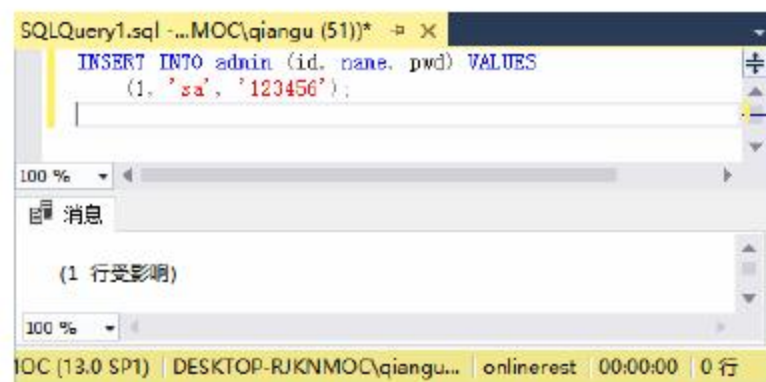 SQLQuery1.sql -...MOC\qiangu (51))*
INSERT INTO admin (id, name, pwd) VALUES
(1, 'sa', '123456');
100 %
消息
(1 行受影响)
100 %
MOC (13.0 SP1) DESKTOP-RJKNMOC\qiangu... onlinerest 00:00:00 0 行